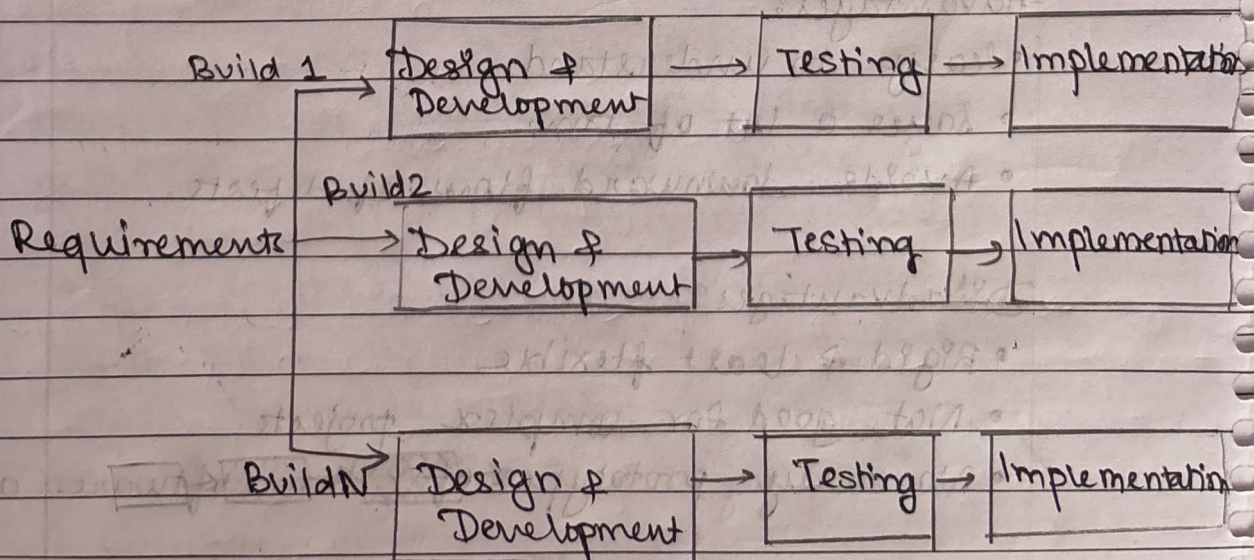 Build 1
Design &
Development
Testing
Implementation
Build2
Requirements
Design &
Development
Testing
Implementation
BuildN
Design &
Development
Testing
Implementation